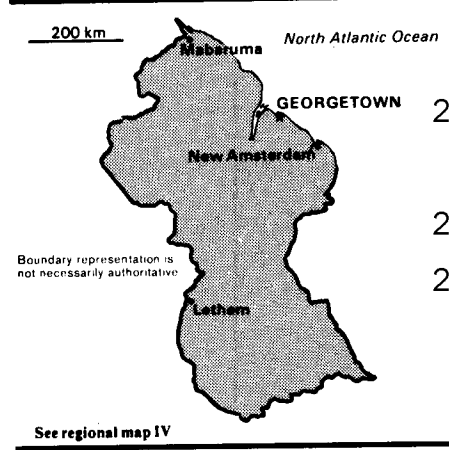 200 km
North Atlantic Ocean
Mabaruma
GEORGETOWN
2
New Amsterdam
2
Boundary representation is
not necessarily authoritative
2
Lethem
See regional map IV